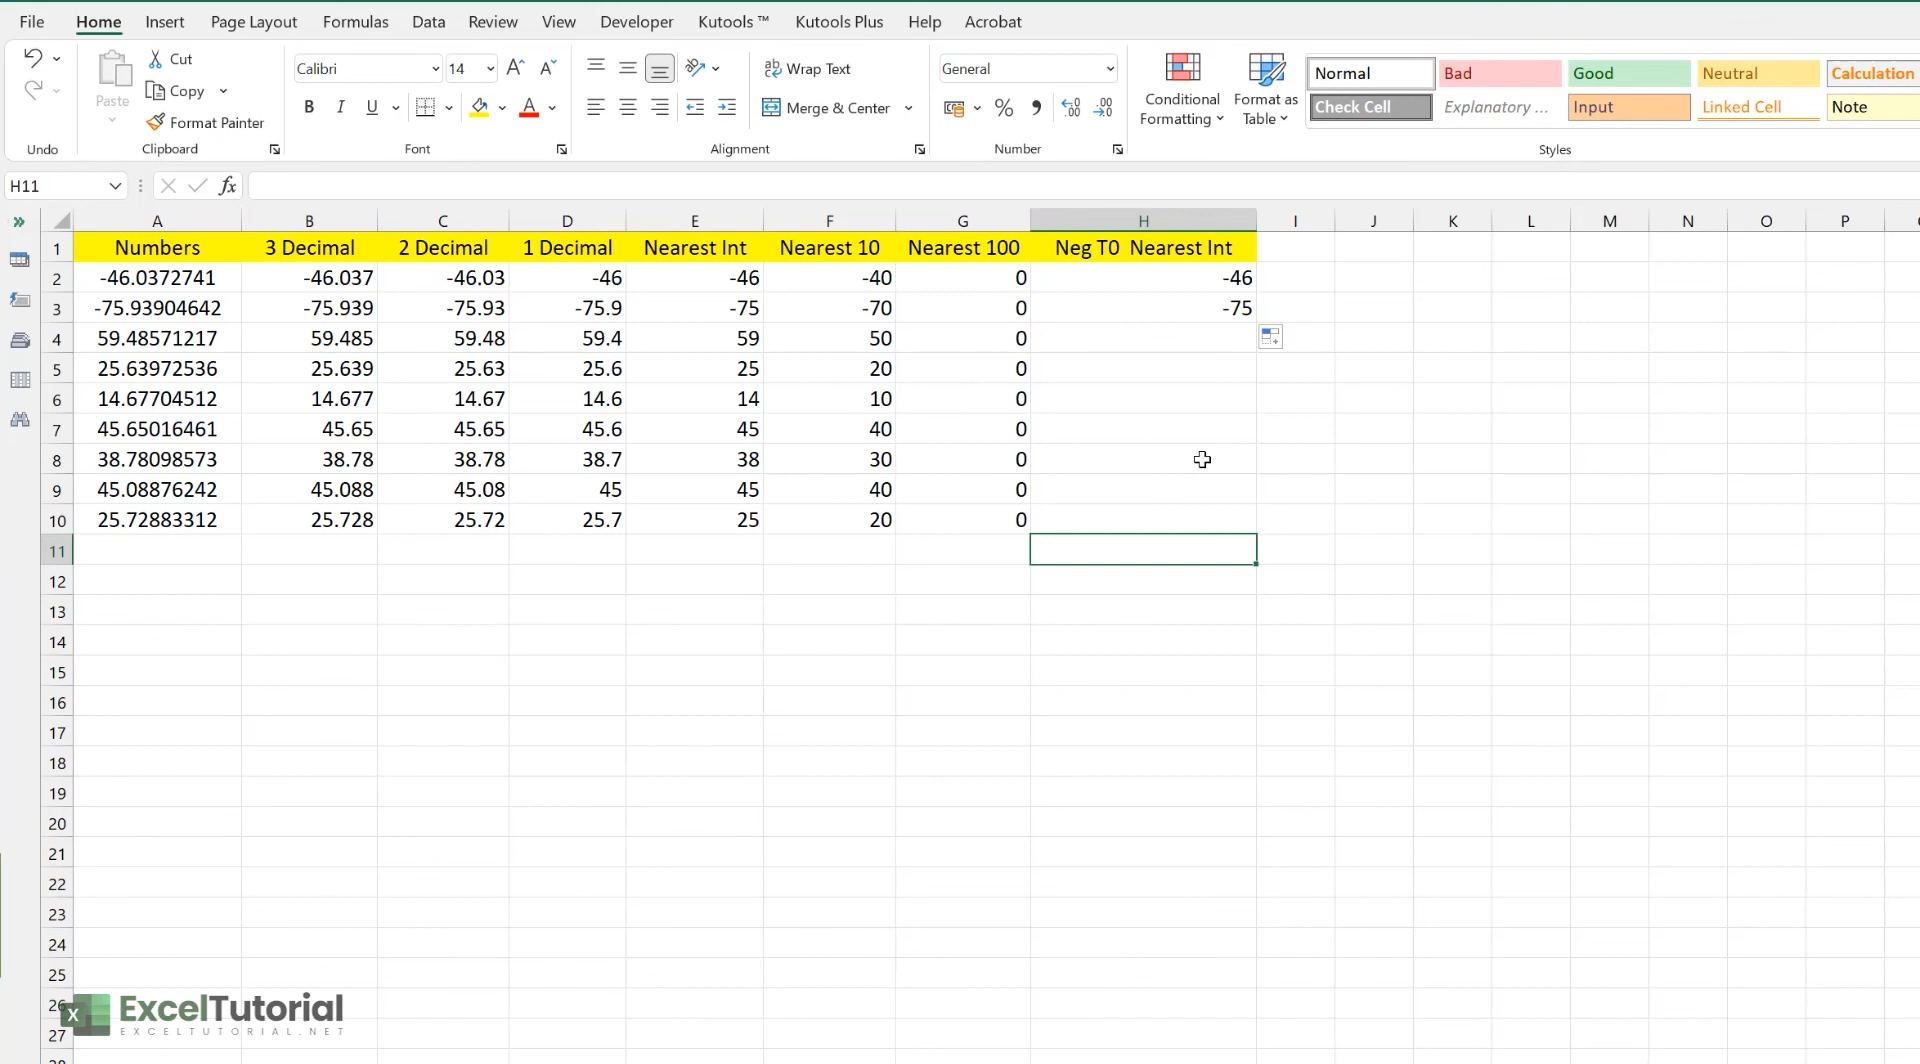 File Home Insert Page Layout Formulas Data Review View Developer Kutools ™ Kutools Plus Help Acrobat
Cut
Copy
Format Painter
Paste
Undo
Clipboard
Calibri 14
B I U A
Font
Wrap Text
Merge & Center
Alignment
General
% 9 .00 .00
Number
Conditional Formatting
Format as Table
Normal Bad Good Neutral Calculation
Check Cell Explanatory ... Input Linked Cell Note
Styles
H11 fx
A B C D E F G H I J K L M N O P
1 Numbers 3 Decimal 2 Decimal 1 Decimal Nearest Int Nearest 10 Nearest 100 Neg T0 Nearest Int
2 -46.0372741 -46.037 -46.03 -46 -46 -40 0 -46
3 -75.93904642 -75.939 -75.93 -75.9 -75 -70 0 -75
4 59.48571217 59.485 59.48 59.4 59 50 0
5 25.63972536 25.639 25.63 25.6 25 20 0
6 14.67704512 14.677 14.67 14.6 14 10 0
7 45.65016461 45.65 45.65 45.6 45 40 0
8 38.78098573 38.78 38.78 38.7 38 30 0
9 45.08876242 45.088 45.08 45 45 40 0
10 25.72883312 25.728 25.72 25.7 25 20 0
11
12
13
14
15
16
17
18
19
20
21
22
23
24
25
26
27
X ExcelTutorial
EXCELTUTORIAL.NET